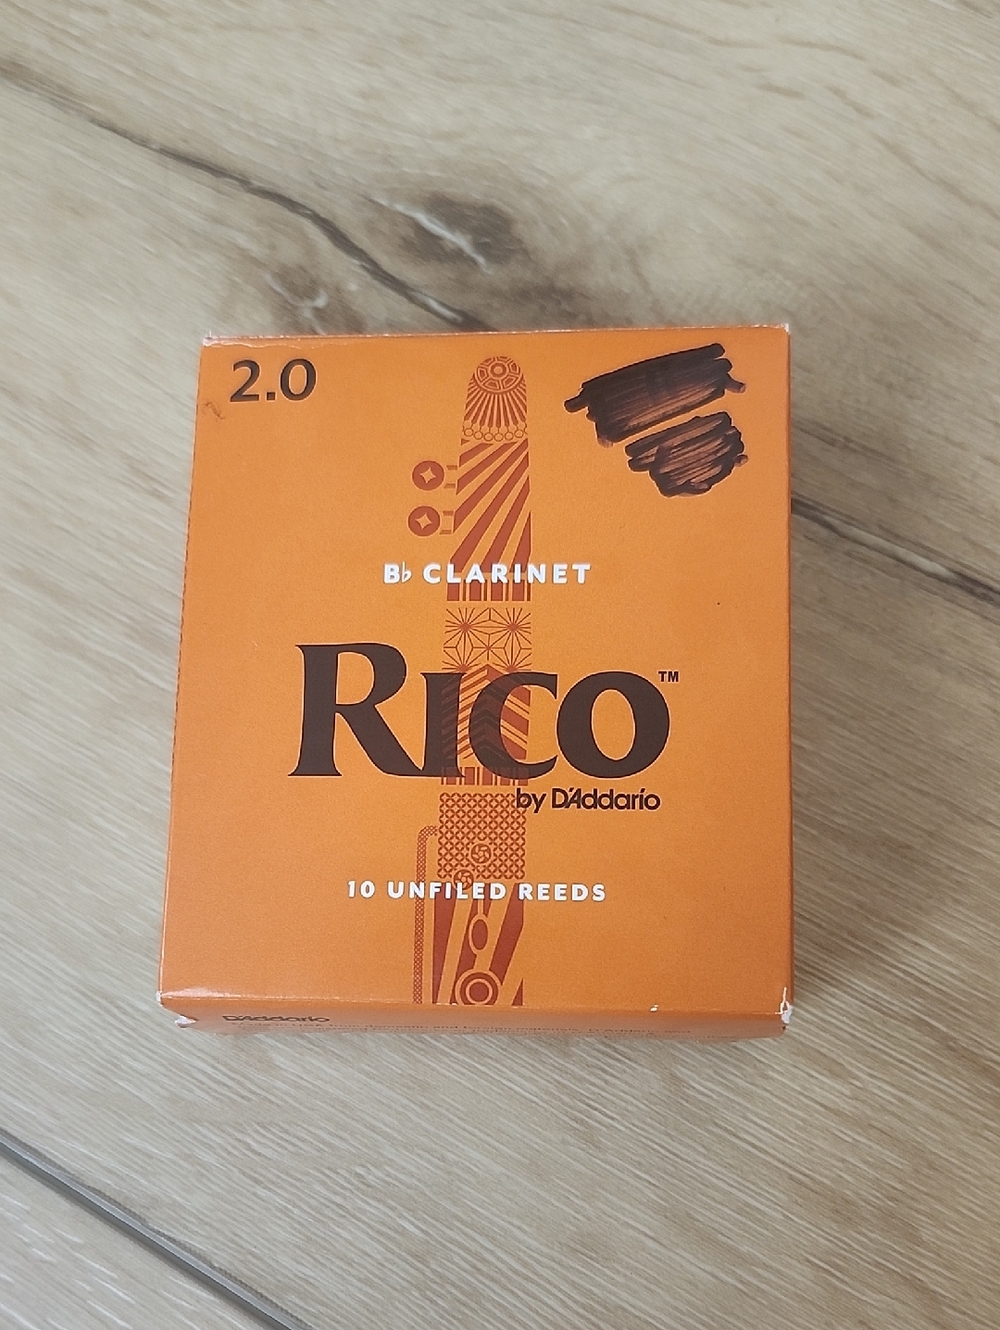 2.0
B♭ CLARINET
RICO™
by D'Addario
10 UNFILED REEDS
D'Addario